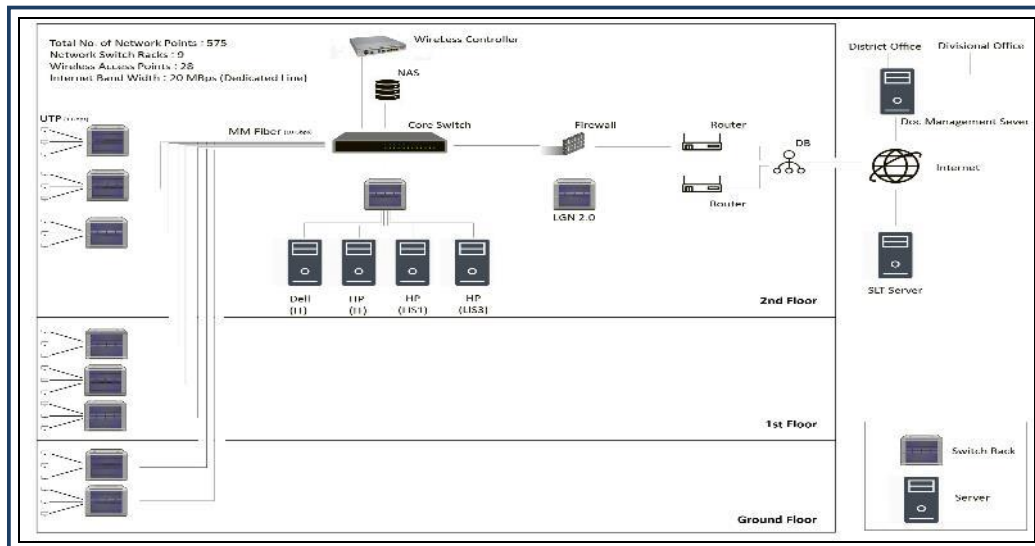 Total No. of Network Points : 575
Network Switch Racks : 9
Wireless Access Points : 28
Internet Band Width : 20 MBps (Dedicated Line)
WireLess Controller
NAS
District Office
Divisional Office
UTP
MM Fiber
Core Switch
Firewall
Router
DB
Doc Management Sever
Internet
Router
LGN 2.0
SLT Server
Dell
HP
HP
HP
(LIS1)
(LIS3)
2nd Floor
1st Floor
Switch Rack
Server
Ground Floor